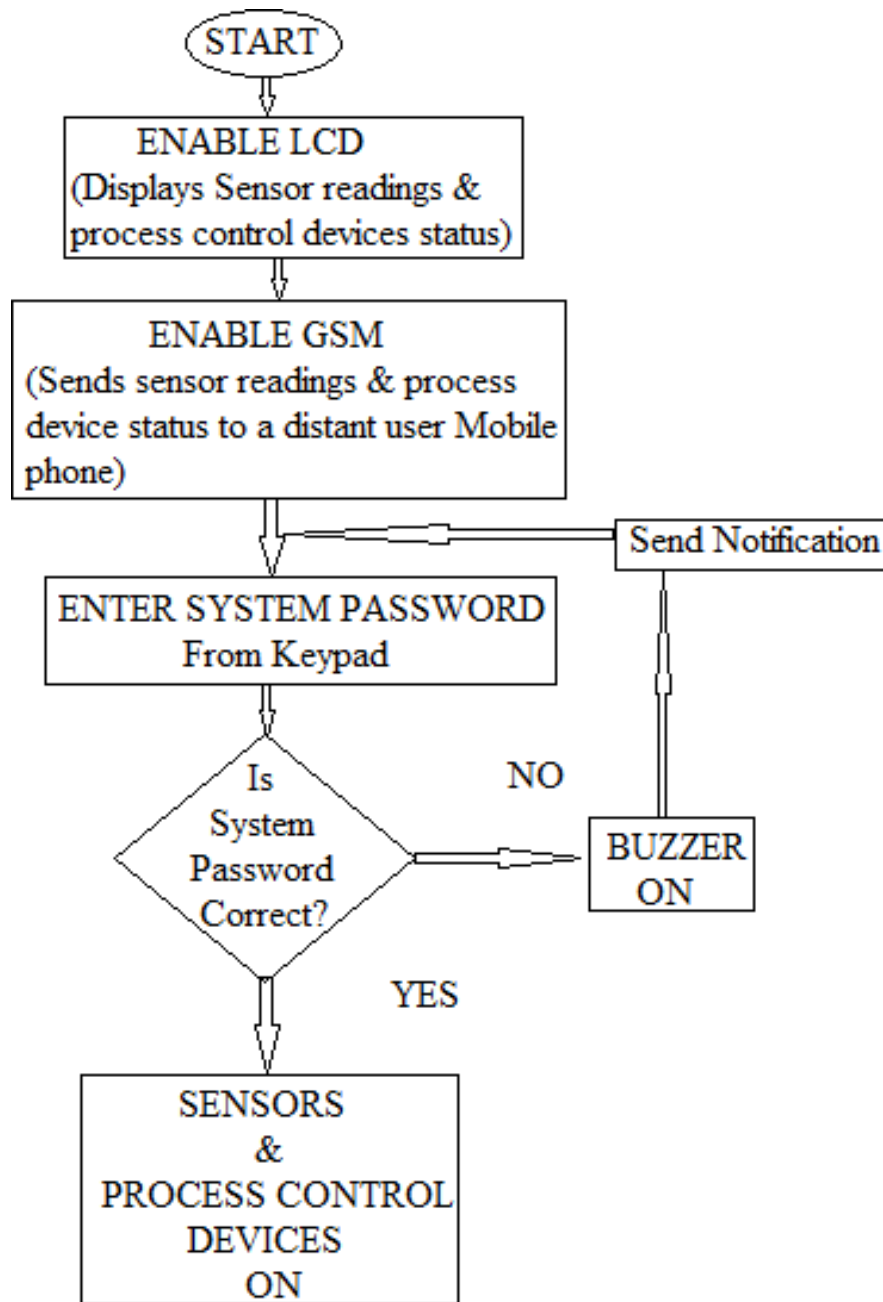 START
ENABLE LCD
(Displays Sensor readings &
process control devices status)
ENABLE GSM
(Sends sensor readings & process
device status to a distant user Mobile
phone)
Send Notification
ENTER SYSTEM PASSWORD
From Keypad
Is
System
Password
Correct?
NO
BUZZER
ON
YES
SENSORS
&
PROCESS CONTROL
DEVICES
ON